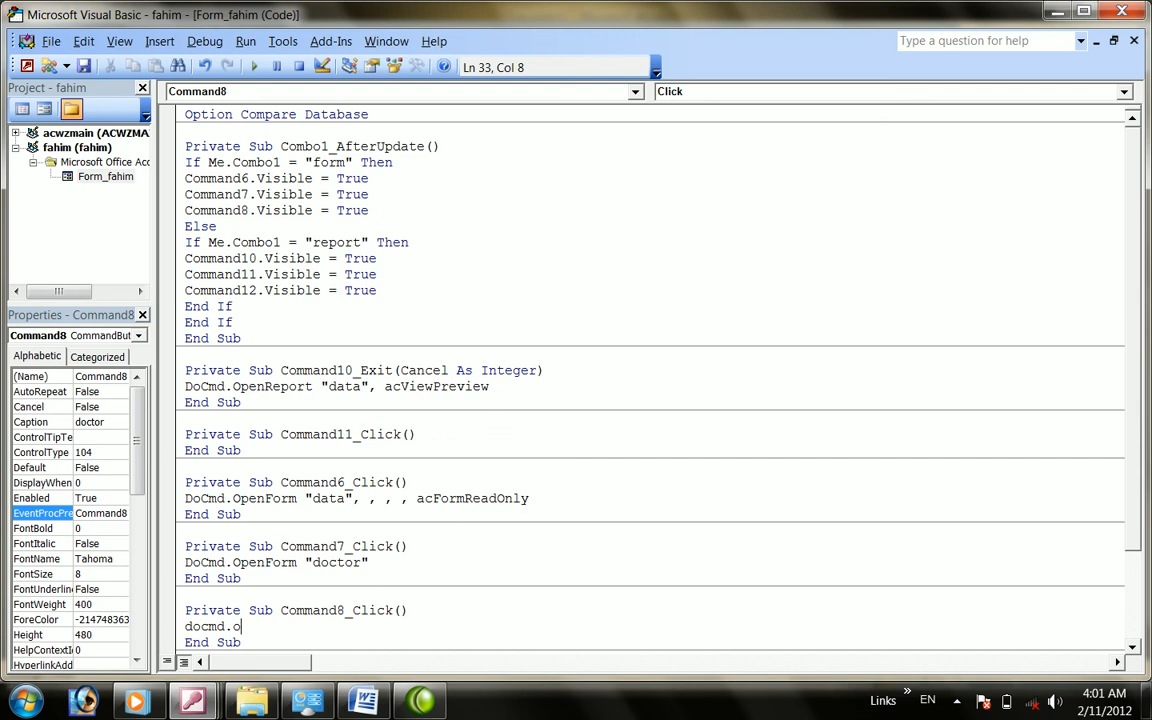 Microsoft Visual Basic - fahim - [Form_fahim (Code)]
File Edit View Insert Format Debug Run Tools Add-Ins Window Help
Type a question for help
Ln 33, Col 8
Project - fahim
acwzmain (ACWZMA
fahim (fahim)
Microsoft Office Acc
Form_fahim
Command8
Click
Option Compare Database
Private Sub Combo1_AfterUpdate()
If Me.Combo1 = "form" Then
Command6.Visible = True
Command7.Visible = True
Command8.Visible = True
Else
If Me.Combo1 = "report" Then
Command10.Visible = True
Command11.Visible = True
Command12.Visible = True
End If
End If
End Sub
Private Sub Command10_Exit(Cancel As Integer)
DoCmd.OpenReport "data", acViewPreview
End Sub
Private Sub Command11_Click()
End Sub
Private Sub Command6_Click()
DoCmd.OpenForm "data", , , , acFormReadOnly
End Sub
Private Sub Command7_Click()
DoCmd.OpenForm "doctor"
End Sub
Private Sub Command8_Click()
docmd.o
End Sub
Properties - Command8
Command8 CommandBut
Alphabetic Categorized
(Name) Command8
AutoRepeat False
Cancel False
Caption doctor
ControlTipTe
ControlType 104
Default False
DisplayWhen 0
Enabled True
EventProcPre Command8
FontBold 0
FontItalic False
FontName Tahoma
FontSize 8
FontUnderlin False
FontWeight 400
ForeColor -214748363
Height 480
HelpContextI 0
HyperlinkAdd
Links
EN
4:01 AM
2/11/2012